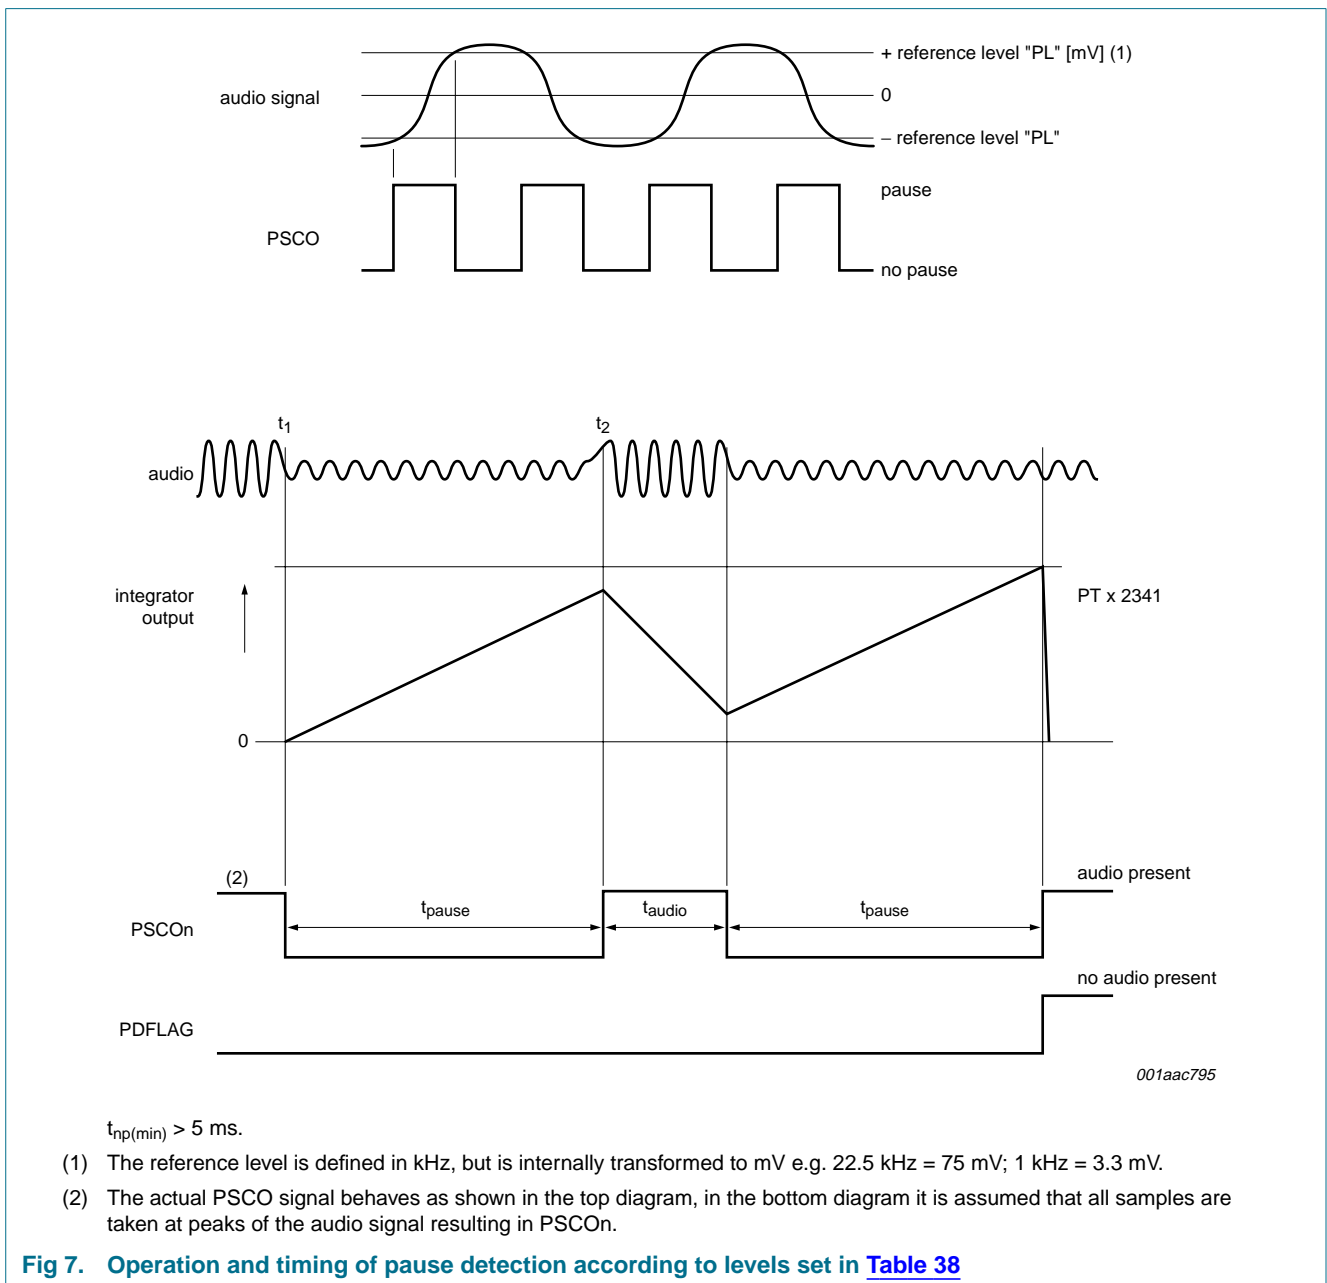 + reference level "PL" [mV] (1)
audio signal
0
– reference level "PL"
pause
PSCO
no pause
t1
t2
audio
integrator
output
PT x 2341
0
(2)
audio present
tpause
taudio
tpause
PSCOn
no audio present
PDFLAG
001aac795
tnp(min) > 5 ms.
(1) The reference level is defined in kHz, but is internally transformed to mV e.g. 22.5 kHz = 75 mV; 1 kHz = 3.3 mV.
(2) The actual PSCO signal behaves as shown in the top diagram, in the bottom diagram it is assumed that all samples are
taken at peaks of the audio signal resulting in PSCOn.
Fig 7. Operation and timing of pause detection according to levels set in Table 38